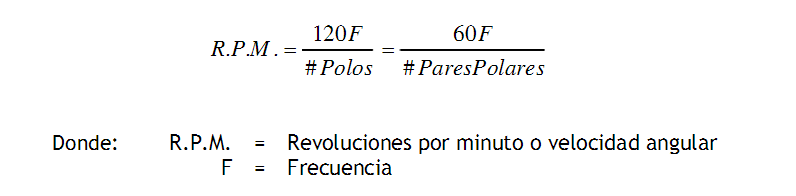 R.P.M. = 120F / # Polos = 60F / # ParesPolares
Donde: R.P.M. = Revoluciones por minuto o velocidad angular
F = Frecuencia